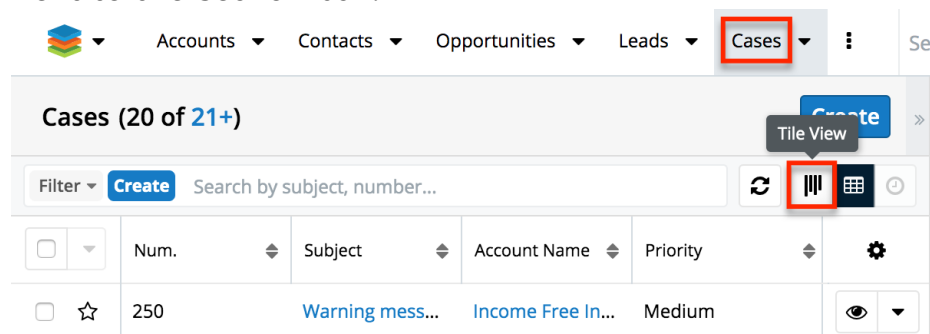 Accounts Contacts Opportunities Leads Cases Se
Cases (20 of 21+) Create
Tile View
Filter Create Search by subject, number...
Num. Subject Account Name Priority
250 Warning mess... Income Free In... Medium